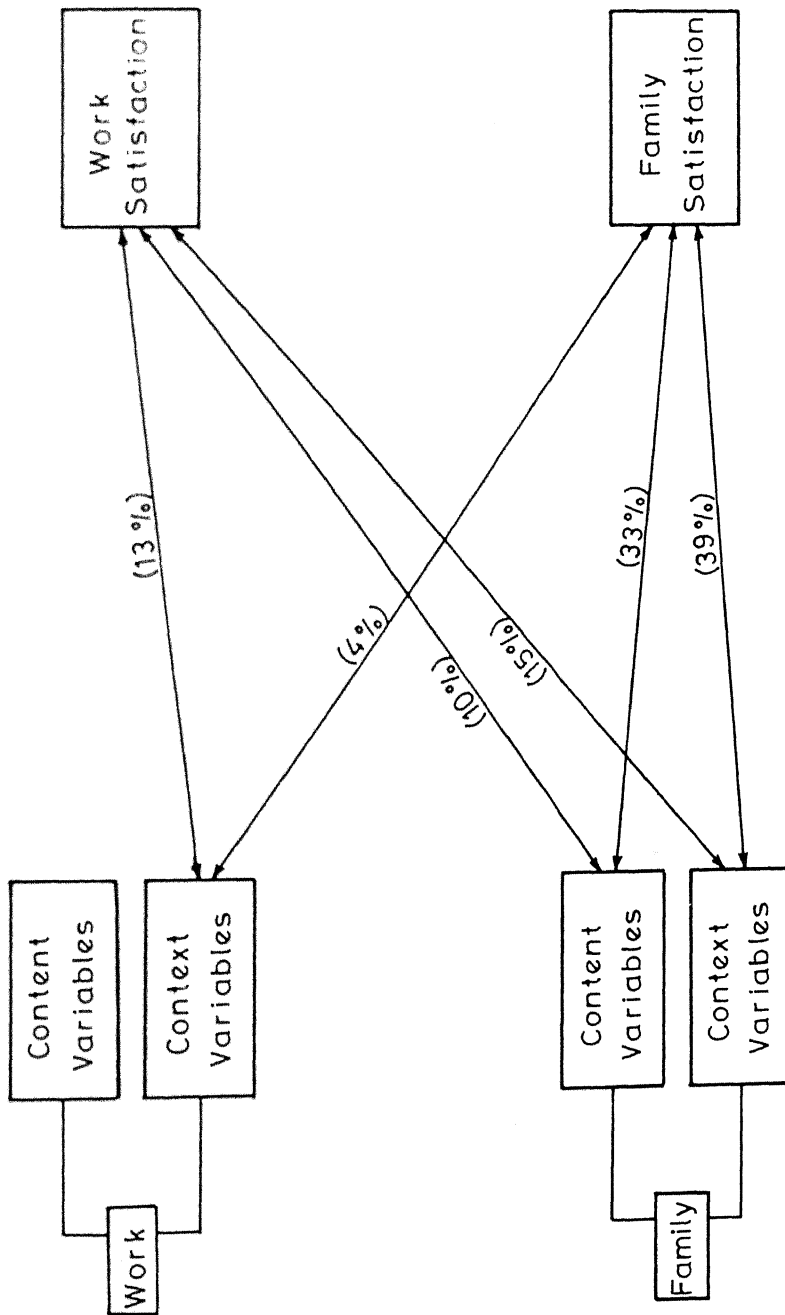 Work
Content
Variables
Context
Variables
(13%)
(4%)
(10%)
(15%)
Work
Satisfaction
Family
Content
Variables
Context
Variables
(33%)
(39%)
Family
Satisfaction